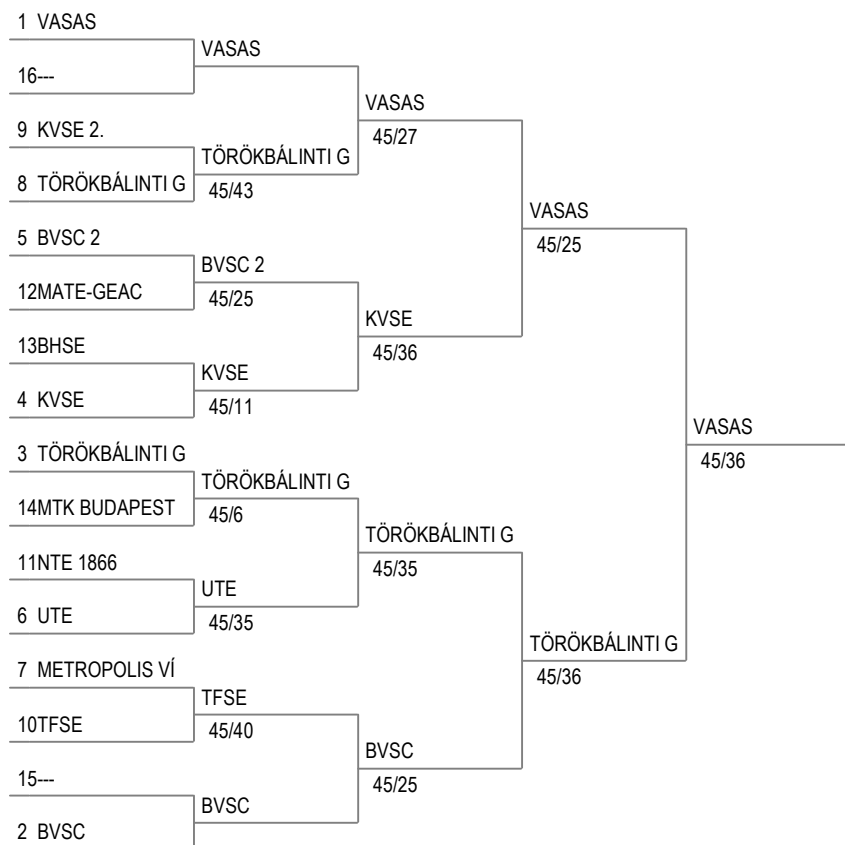 1 VASAS
VASAS
16---
VASAS
9 KVSE 2.
45/27
TÖRÖKBÁLINTI G
8 TÖRÖKBÁLINTI G
45/43
VASAS
5 BVSC 2
45/25
BVSC 2
12MATE-GEAC
45/25
KVSE
13BHSE
45/36
KVSE
4 KVSE
45/11
VASAS
3 TÖRÖKBÁLINTI G
45/36
TÖRÖKBÁLINTI G
14MTK BUDAPEST
45/6
TÖRÖKBÁLINTI G
11NTE 1866
45/35
UTE
6 UTE
45/35
TÖRÖKBÁLINTI G
7 METROPOLIS VÍ
45/36
TFSE
10TFSE
45/40
BVSC
15---
45/25
BVSC
2 BVSC